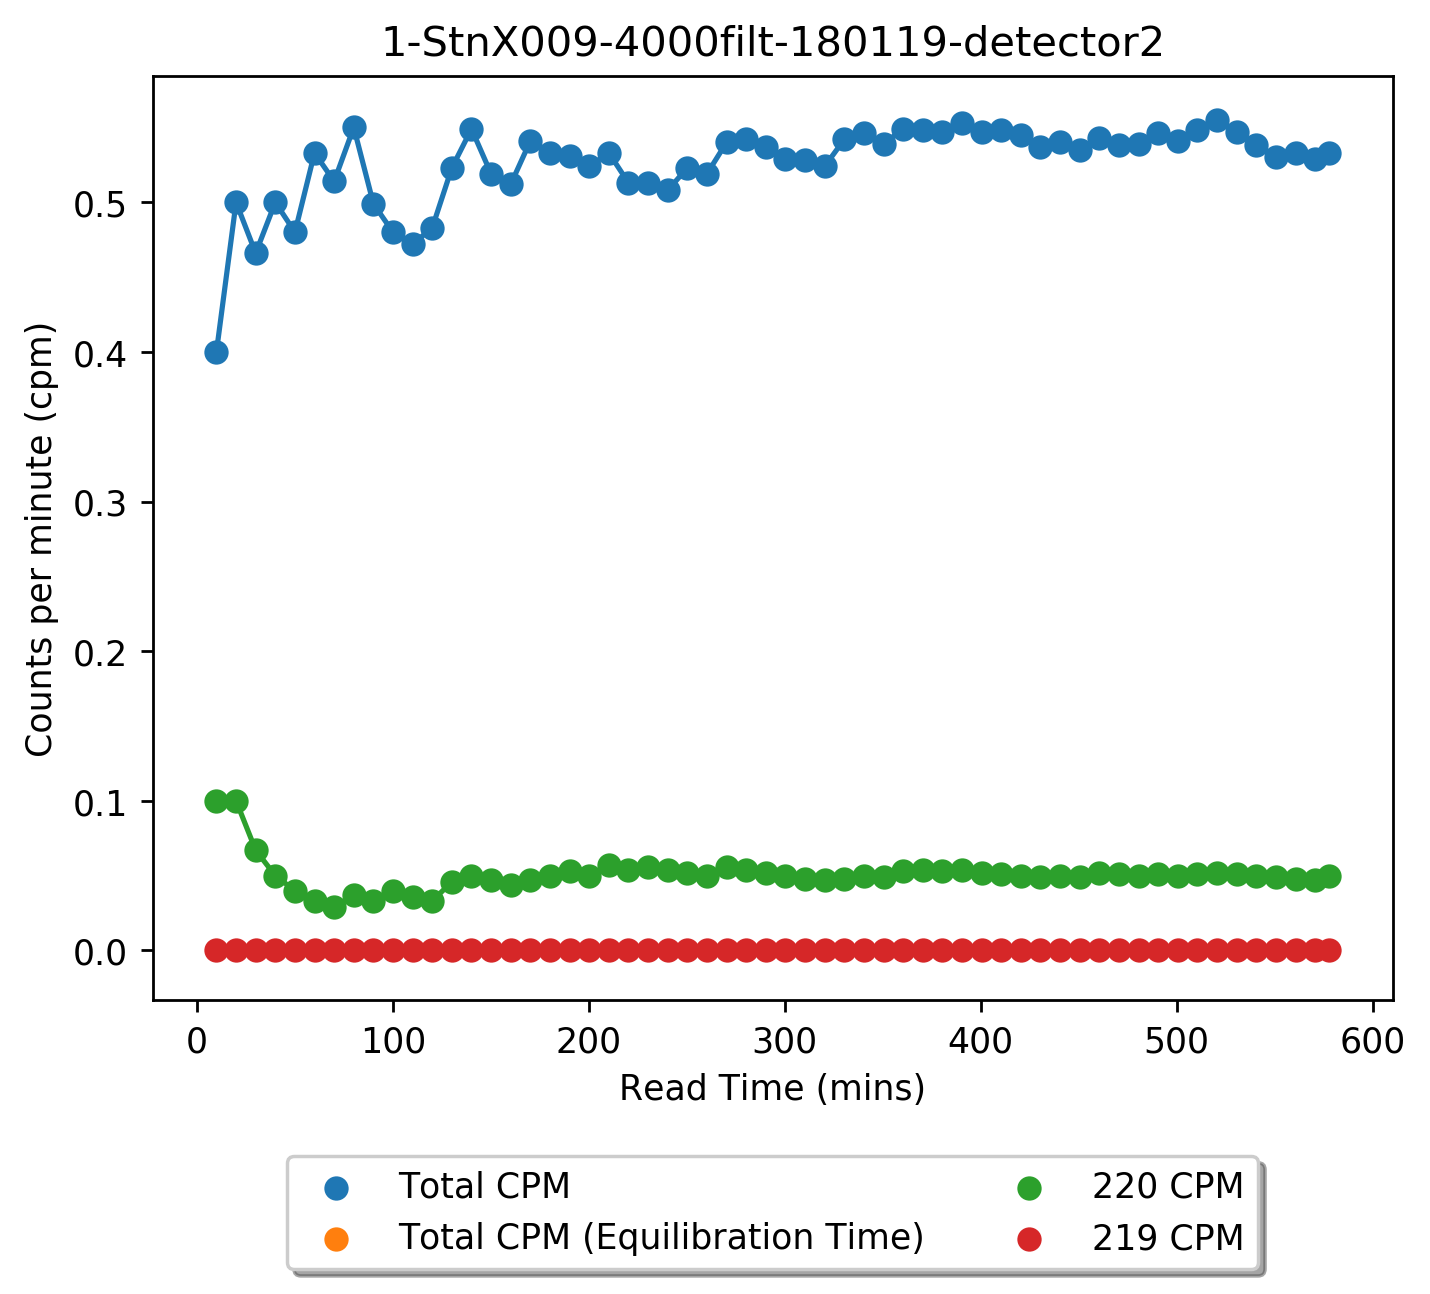 1-StnX009-4000filt-180119-detector2
Counts per minute (cpm)
0.5
0.4
0.3
0.2
0.1
0.0
0 100 200 300 400 500 600
Read Time (mins)
Total CPM
Total CPM (Equilibration Time)
220 CPM
219 CPM